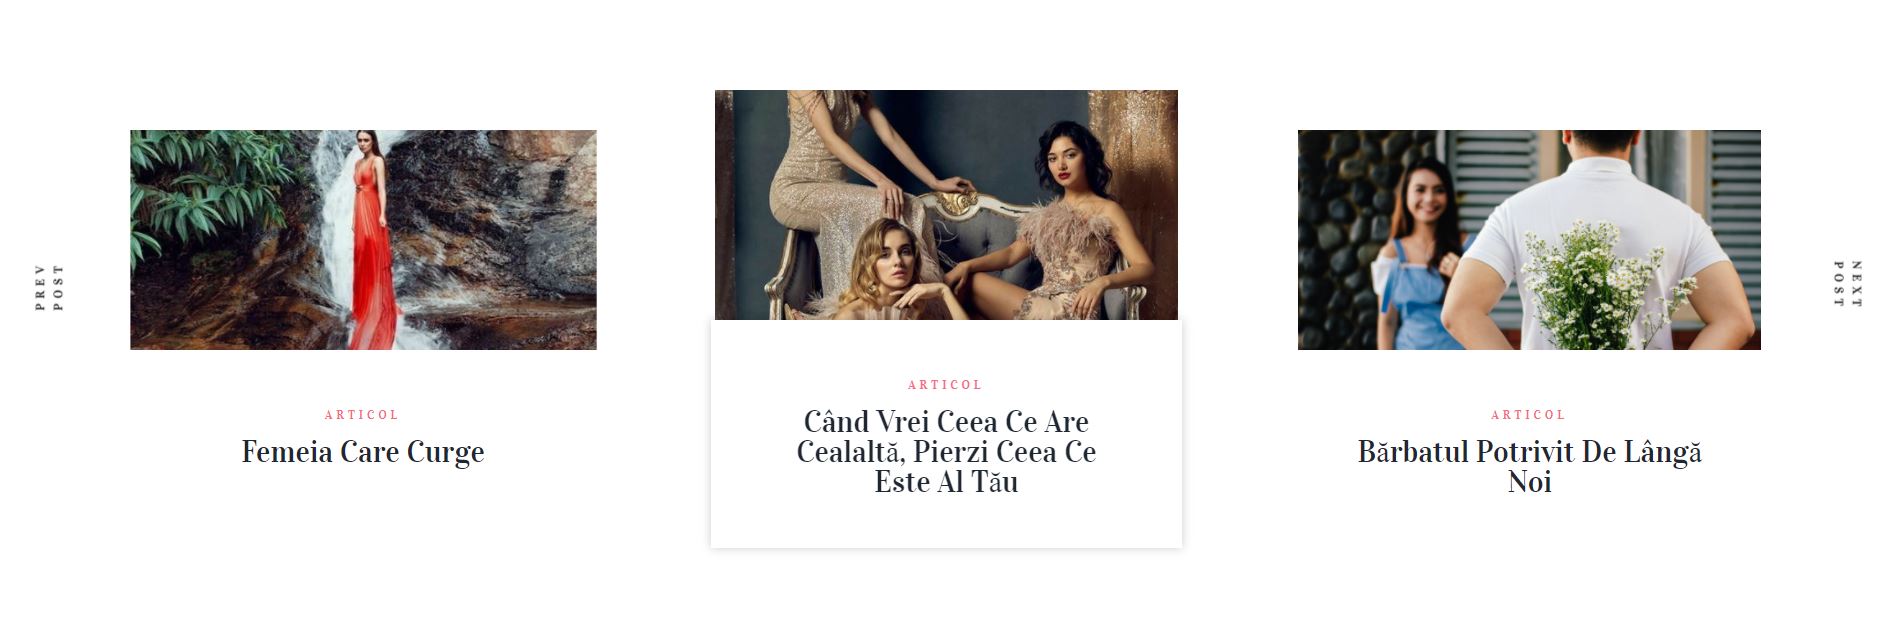 PREV
POST
ARTICOL
Femeia Care Curge
ARTICOL
Când Vrei Ceea Ce Are
Cealaltă, Pierzi Ceea Ce
Este Al Tău
ARTICOL
Bărbatul Potrivit De Lângă
Noi
NEXT
POST